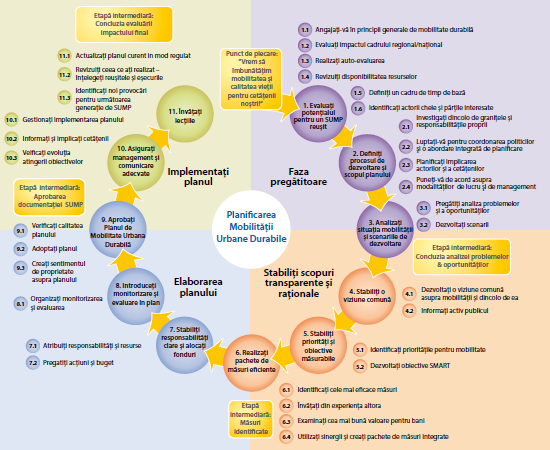 Etapă intermediară:
Concluzia evaluării
impactului final
11.1 Actualizați planul curent in mod regulat
11.2 Revizuiți ceea ce ați realizat –
înțelegeți reușitele și eșecurile
11.3 Identificați noi provocări
pentru următoarea
generație de SUMP
10.1 Gestionați implementarea planului
10.2 Informați și implicați cetățenii
10.3 Verificați evoluția
atingerii obiectivelor
Punct de plecare:
"Vrem să
îmbunătățim
mobilitatea și
calitatea vieții
pentru cetățenii
noștri!"
11. Învățați
lecțiile
10. Asigurați
management și
comunicare
adecvate
Implementați
planul
1.1 Angajați-vă în principii generale de mobilitate durabilă
1.2 Evaluați impactul cadrului regional/național
1.3 Realizați auto-evaluarea
1.4 Revizuiți disponibilitatea resurselor
1.5 Definiți un cadru de timp de bază
1.6 Identificați actorii cheie și părțile interesate
1. Evaluați
potențialul
pentru un SUMP
reușit
Faza
pregătitoare
2. Definiți
procesul de
dezvoltare și
scopul planului
2.1 Investigați dincolo de granițele și
responsabilitățile proprii
2.2 Luptați-vă pentru coordonarea politicilor și
o abordare integrată de planificare
2.3 Planificați implicarea
actorilor și a cetățenilor
2.4 Puneți-vă de acord asupra
modalităților de lucru și de management
3. Analizați
situația mobilității
și scenariile de
dezvoltare
3.1 Pregătiți analiza problemelor
și a oportunităților
3.2 Dezvoltați scenarii
Planificarea
Mobilității
Urbane Durabile
Etapă intermediară:
Aprobarea
documentației SUMP
9. Aprobați
Planul de
Mobilitate Urbana
Durabilă
9.1 Verificați calitatea
planului
9.2 Adoptați planul
9.3 Creați sentimentul
de proprietate
asupra planului
8.1 Organizați monitorizarea
și evaluarea
8. Introduceți
monitorizare și
evaluare în plan
Elaborarea
planului
7. Stabiliți
responsabilități
clare și alocați
fonduri
7.1 Atribuiți responsabilități și resurse
7.2 Pregatiți acțiuni și buget
Etapă intermediară:
Concluzia analizei problemelor
& oportuniților
Stabiliți scopuri
transparente și
raționale
4. Stabiliți o
viziune comună
4.1 Dezvoltați o viziune comună
asupra mobilității și dincolo de ea
4.2 Informați activ publicul
5. Stabiliți
priorități și
obiective
măsurabile
5.1 Identificați prioritățile pentru mobilitate
5.2 Dezvoltați obiective SMART
6. Realizați
pachete de
măsuri eficiente
Etapă
intermediară:
Măsuri
identificate
6.1 Identificați cele mai eficace măsuri
6.2 Învățați din experiența altora
6.3 Examinați cea mai bună valoare pentru bani
6.4 Utilizați sinergii și creați pachete de măsuri integrate